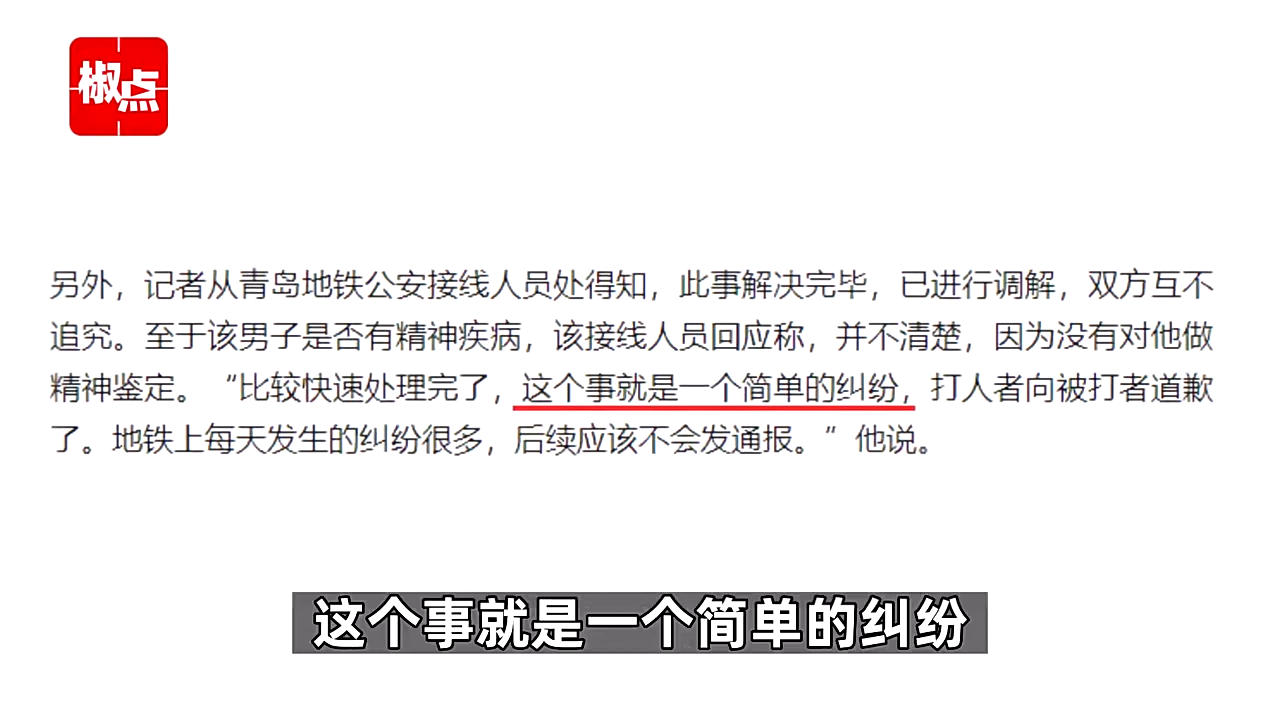 椒点
另外，记者从青岛地铁公安接线人员处得知，此事解决完毕，已进行调解，双方互不
追究。至于该男子是否有精神疾病，该接线人员回应称，并不清楚，因为没有对他做
精神鉴定。“比较快速处理完了，这个事就是一个简单的纠纷，打人者向被打者道歉
了。地铁上每天发生的纠纷很多，后续应该不会发通报。”他说。
这个事就是一个简单的纠纷